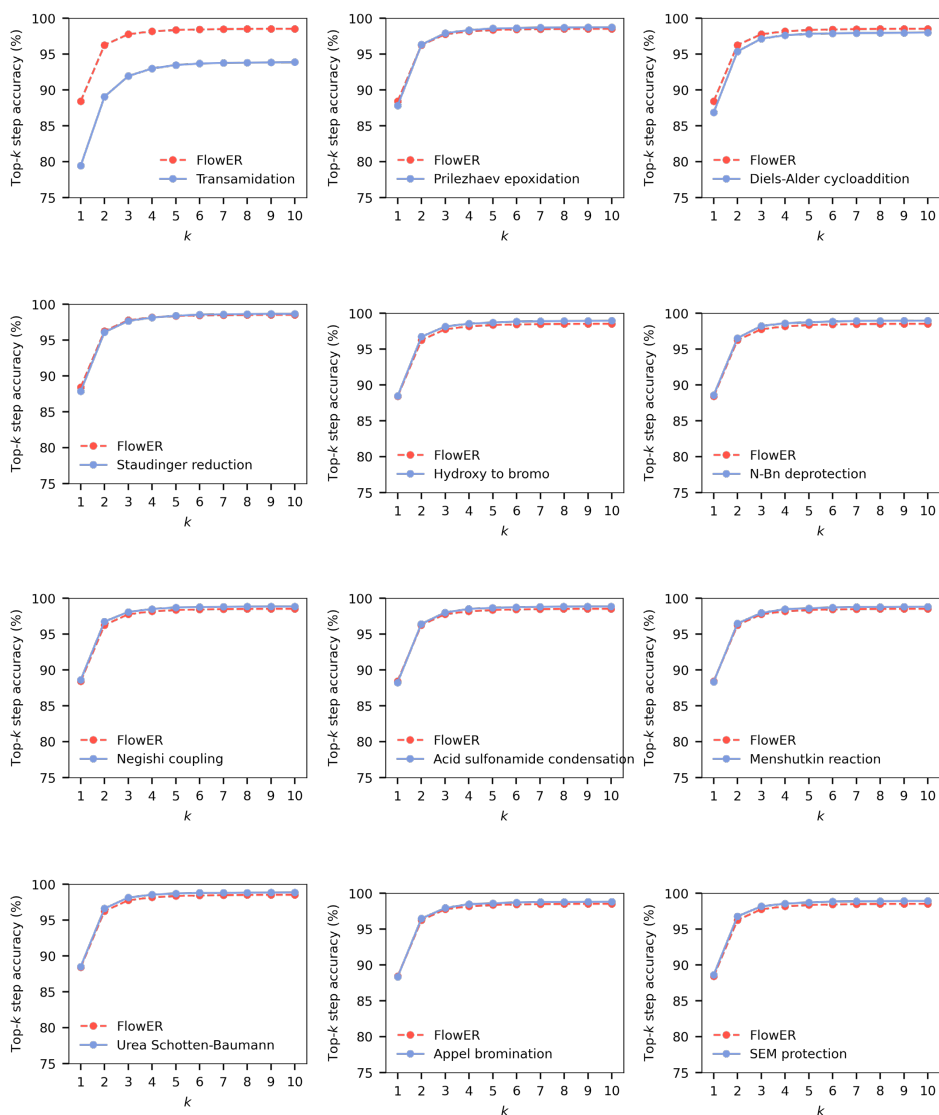 Top-k step accuracy (%)
100
95
90
85
80
75
FlowER
Transamidation
1 2 3 4 5 6 7 8 9 10
k
Top-k step accuracy (%)
100
95
90
85
80
75
FlowER
Prilezhaev epoxidation
1 2 3 4 5 6 7 8 9 10
k
Top-k step accuracy (%)
100
95
90
85
80
75
FlowER
Diels-Alder cycloaddition
1 2 3 4 5 6 7 8 9 10
k
Top-k step accuracy (%)
100
95
90
85
80
75
FlowER
Staudinger reduction
1 2 3 4 5 6 7 8 9 10
k
Top-k step accuracy (%)
100
95
90
85
80
75
FlowER
Hydroxy to bromo
1 2 3 4 5 6 7 8 9 10
k
Top-k step accuracy (%)
100
95
90
85
80
75
FlowER
N-Bn deprotection
1 2 3 4 5 6 7 8 9 10
k
Top-k step accuracy (%)
100
95
90
85
80
75
FlowER
Negishi coupling
1 2 3 4 5 6 7 8 9 10
k
Top-k step accuracy (%)
100
95
90
85
80
75
FlowER
Acid sulfonamide condensation
1 2 3 4 5 6 7 8 9 10
k
Top-k step accuracy (%)
100
95
90
85
80
75
FlowER
Menshutkin reaction
1 2 3 4 5 6 7 8 9 10
k
Top-k step accuracy (%)
100
95
90
85
80
75
FlowER
Urea Schotten-Baumann
1 2 3 4 5 6 7 8 9 10
k
Top-k step accuracy (%)
100
95
90
85
80
75
FlowER
Appel bromination
1 2 3 4 5 6 7 8 9 10
k
Top-k step accuracy (%)
100
95
90
85
80
75
FlowER
SEM protection
1 2 3 4 5 6 7 8 9 10
k